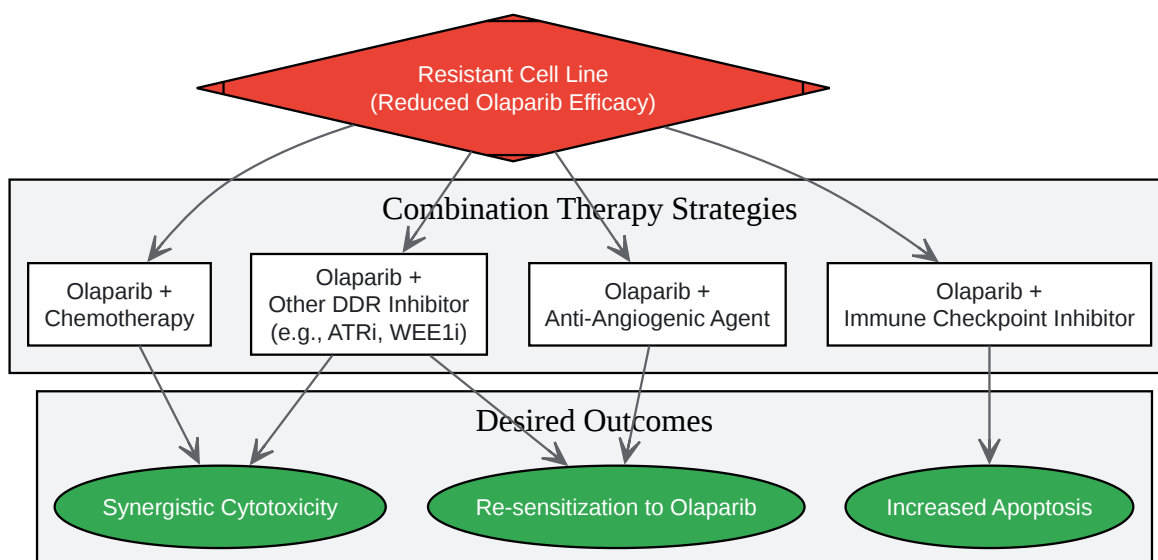 Resistant Cell Line
(Reduced Olaparib Efficacy)
Combination Therapy Strategies
Olaparib +
Chemotherapy
Olaparib +
Other DDR Inhibitor
(e.g., ATRi, WEE1i)
Olaparib +
Anti-Angiogenic Agent
Olaparib +
Immune Checkpoint Inhibitor
Desired Outcomes
Synergistic Cytotoxicity
Re-sensitization to Olaparib
Increased Apoptosis